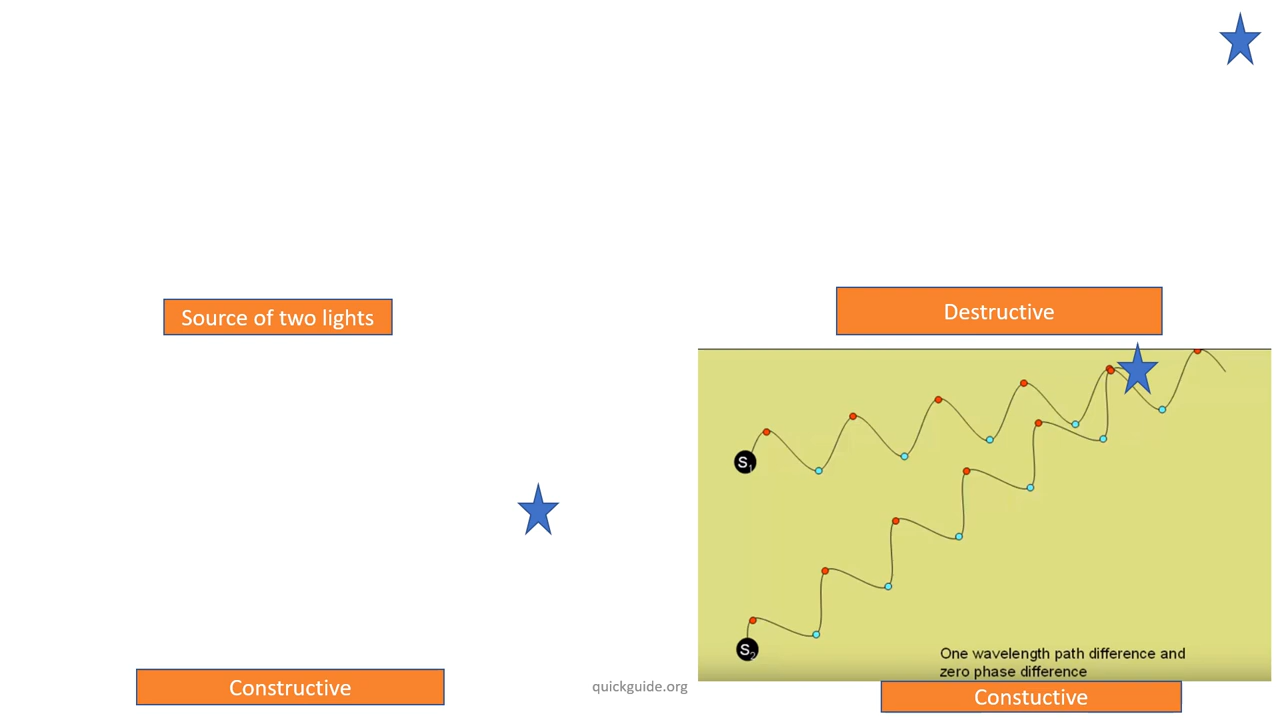 Source of two lights
Destructive
S1
S2
One wavelength path difference and
zero phase difference
Constructive
quickguide.org
Constuctive